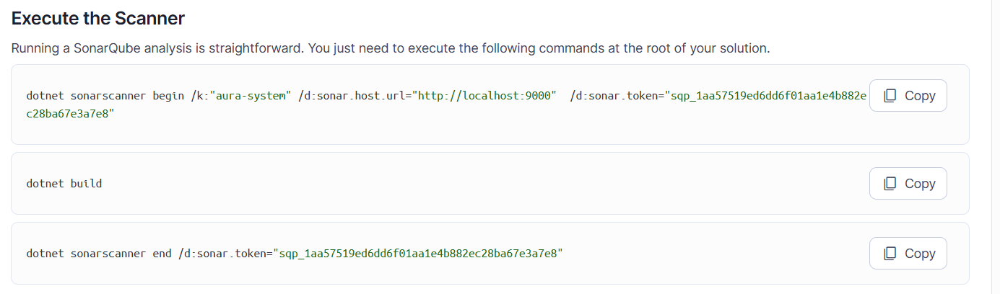 Execute the Scanner
Running a SonarQube analysis is straightforward. You just need to execute the following commands at the root of your solution.
dotnet sonarscanner begin /k:"aura-system" /d:sonar.host.url="http://localhost:9000"  /d:sonar.token="sqp_1aa57519ed6dd6f01aa1e4b882e
c28ba67e3a7e8"
Copy
dotnet build
Copy
dotnet sonarscanner end /d:sonar.token="sqp_1aa57519ed6dd6f01aa1e4b882ec28ba67e3a7e8"
Copy